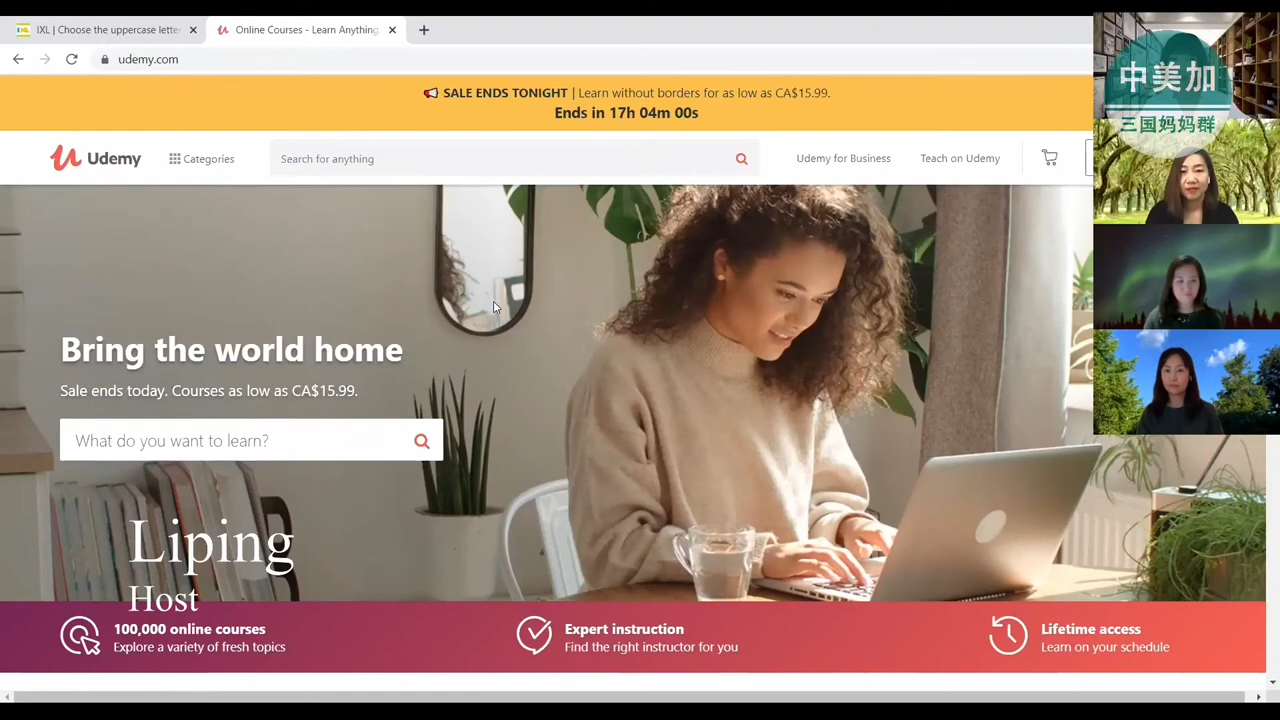 IXL | Choose the uppercase letter
Online Courses - Learn Anything,
udemy.com
SALE ENDS TONIGHT | Learn without borders for as low as CA$15.99.
Ends in 17h 04m 00s
Udemy
Categories
Search for anything
Udemy for Business
Teach on Udemy
中美加
三国妈妈群
Bring the world home
Sale ends today. Courses as low as CA$15.99.
What do you want to learn?
Liping
Host
100,000 online courses
Explore a variety of fresh topics
Expert instruction
Find the right instructor for you
Lifetime access
Learn on your schedule